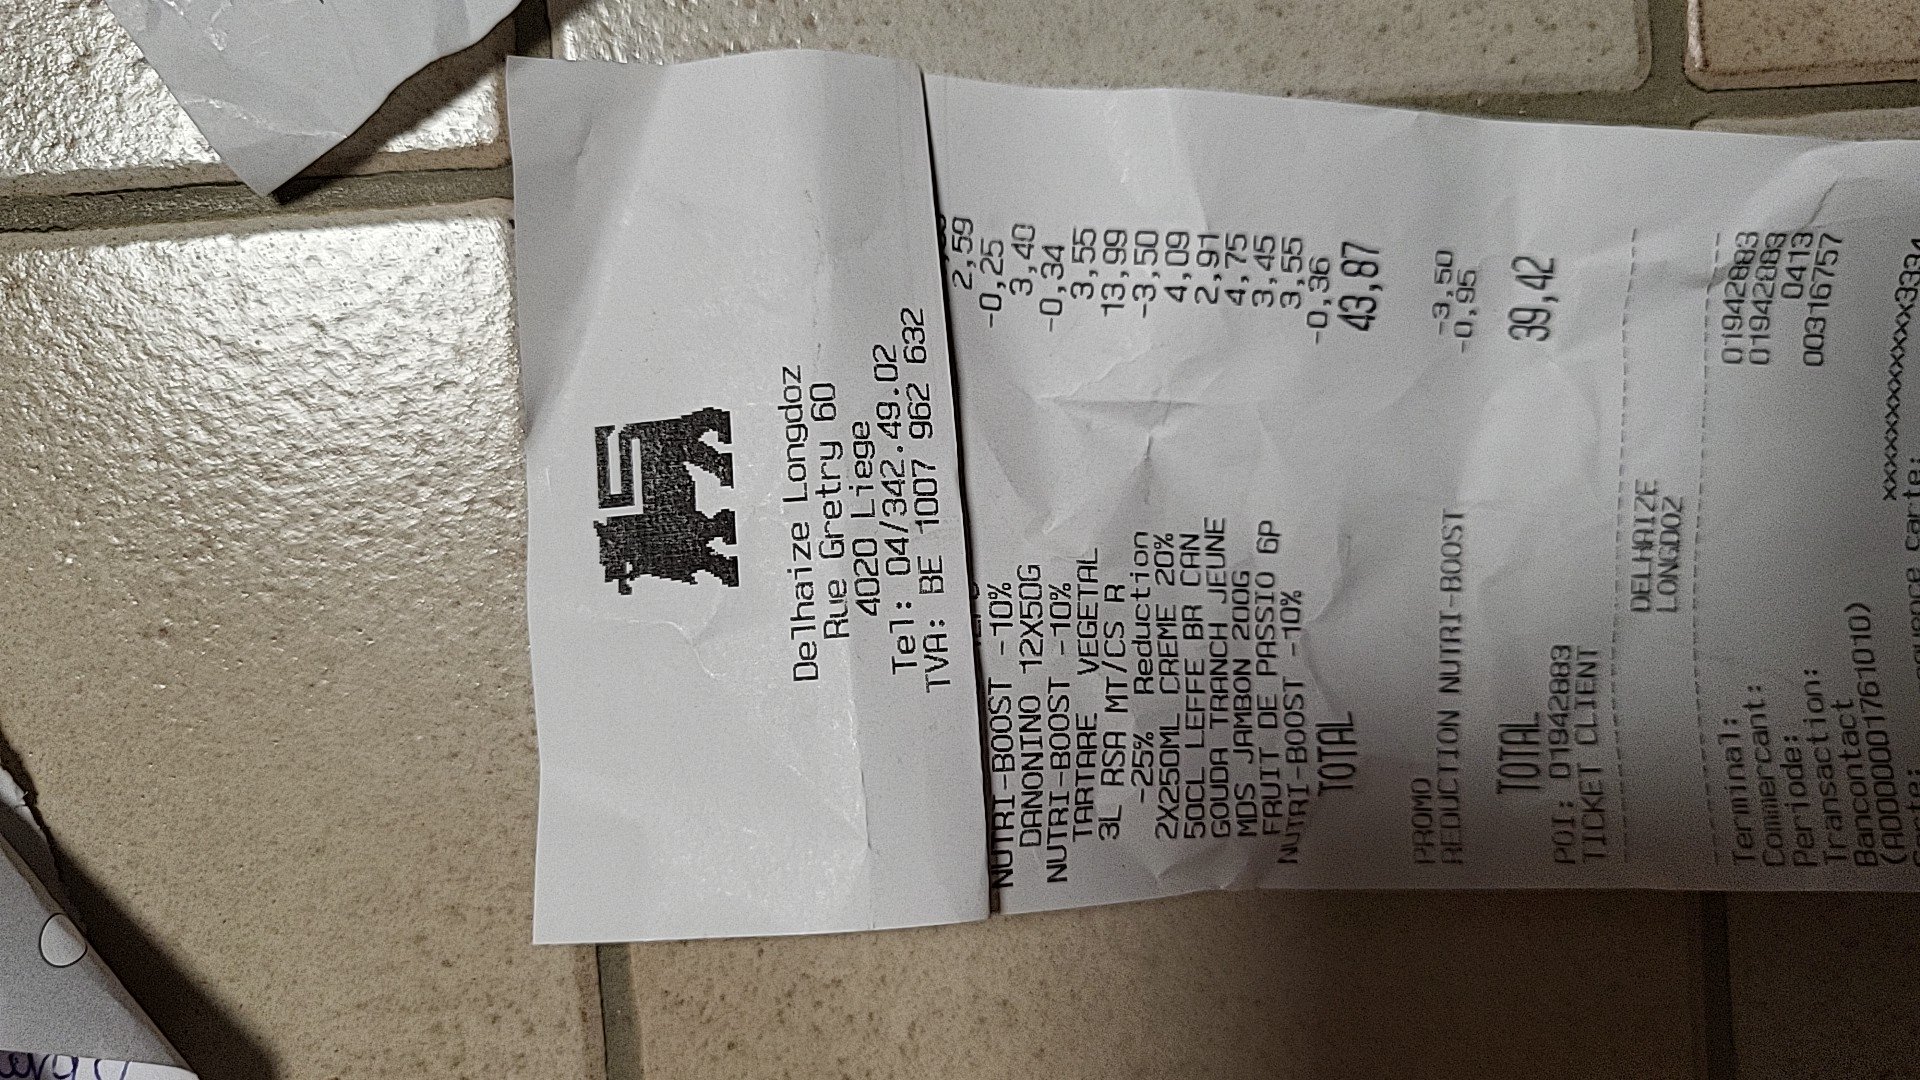 Delhaize Longdoz
Rue Gretry 60
4020 Liege
Tel: 04/342.49.02
TVA: BE 1007 962 632
2,59
NUTRI-BOOST -10% -0,25
DANONINO 12X50G 3,40
NUTRI-BOOST -10% -0,34
TARTARE VEGETAL 3,55
3L RSA MT/CS R 13,99
-25% Reduction -3,50
2X250ML CREME 20% 4,09
50CL LEFFE BR CAN 2,91
GOUDA TRANCH JEUNE 4,75
MDS JAMBON 200G 3,45
FRUIT DE PASSIO 6P 3,55
NUTRI-BOOST -10% -0,36
TOTAL 43,87
PROMO -3,50
REDUCTION NUTRI-BOOST -0,95
TOTAL 39,42
POI: 01942883
TICKET CLIENT
DELHAIZE
LONGDOZ
Terminal: 01942883
Commercant: 01942883
Periode: 0413
Transaction: 00316757
Bancontact
(A0000001761010)